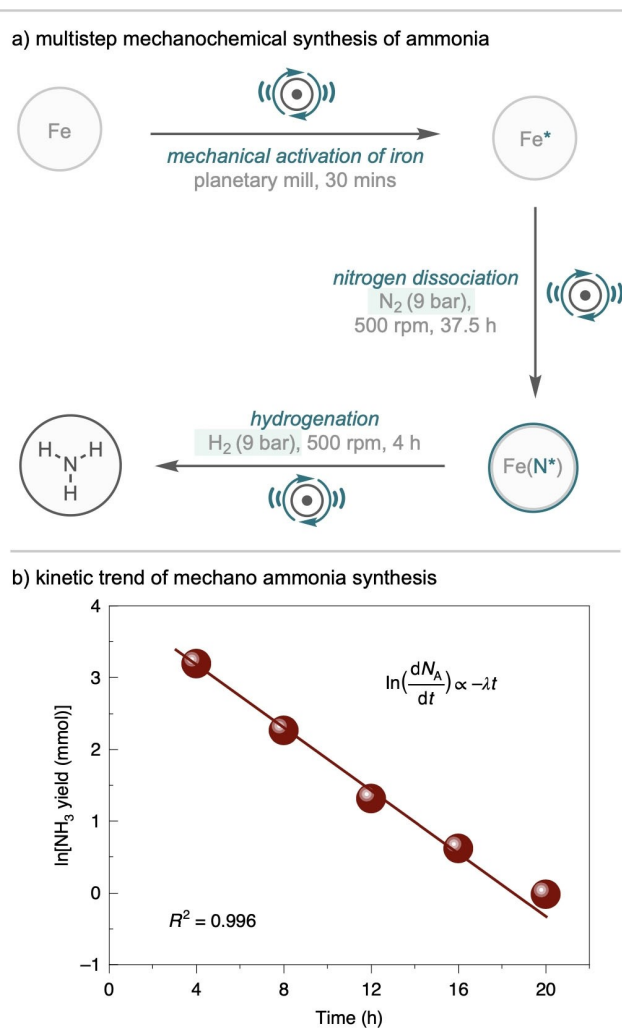 a) multistep mechanochemical synthesis of ammonia
Fe
Fe*
mechanical activation of iron
planetary mill, 30 mins
nitrogen dissociation
N₂ (9 bar),
500 rpm, 37.5 h
hydrogenation
H₂ (9 bar), 500 rpm, 4 h
H H
N
H
Fe(N*)
b) kinetic trend of mechano ammonia synthesis
ln[NH₃ yield (mmol)]
4
3
2
1
0
–1
ln(dN_A/dt) ∝ –λt
R² = 0.996
0 4 8 12 16 20
Time (h)